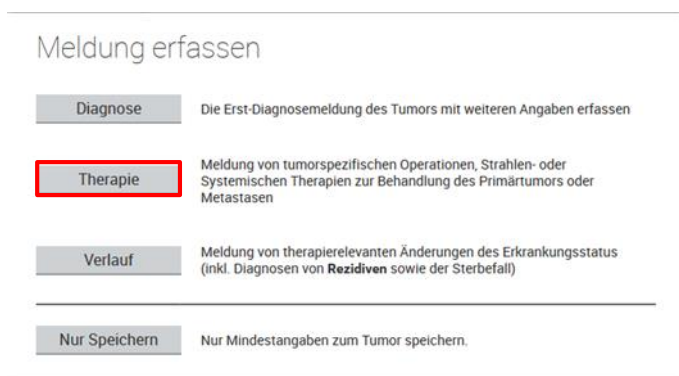 Meldung erfassen
Diagnose
Die Erst-Diagnosemeldung des Tumors mit weiteren Angaben erfassen
Therapie
Meldung von tumorspezifischen Operationen, Strahlen- oder
Systemischen Therapien zur Behandlung des Primärtumors oder
Metastasen
Verlauf
Meldung von therapierelevanten Änderungen des Erkrankungsstatus
(inkl. Diagnosen von Rezidiven sowie der Sterbefall)
Nur Speichern
Nur Mindestangaben zum Tumor speichern.